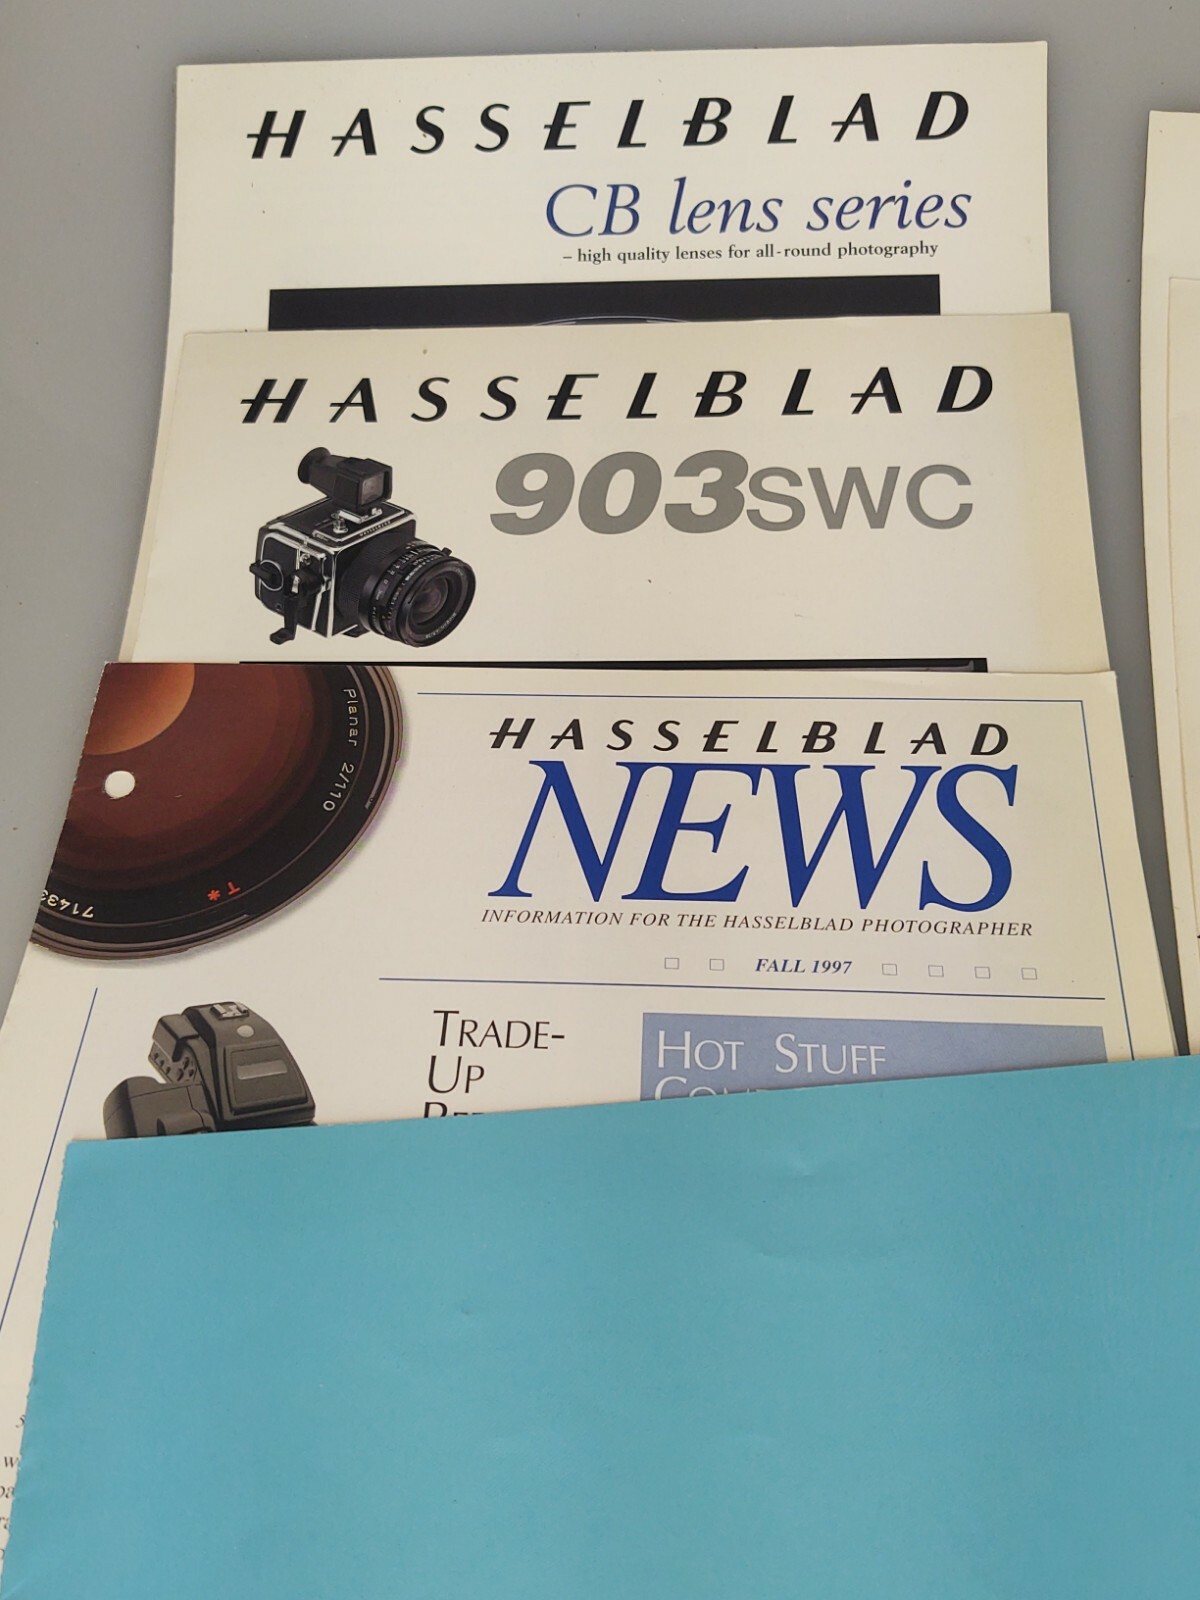 HASSELBLAD
CB lens series
– high quality lenses for all-round photography
HASSELBLAD
903SWC
Planar 2/110
T*
HASSELBLAD
NEWS
INFORMATION FOR THE HASSELBLAD PHOTOGRAPHER
FALL 1997
TRADE-
UP
HOT STUFF